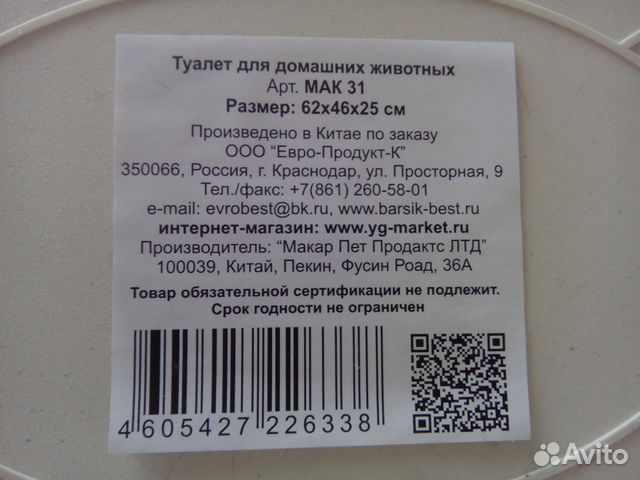 Туалет для домашних животных
Арт. МАК 31
Размер: 62х46х25 см
Произведено в Китае по заказу
ООО "Евро-Продукт-К"
350066, Россия, г. Краснодар, ул. Просторная, 9
Тел./факс: +7(861) 260-58-01
e-mail: evrobest@bk.ru, www.barsik-best.ru
интернет-магазин: www.yg-market.ru
Производитель: "Макар Пет Продактс ЛТД"
100039, Китай, Пекин, Фусин Роад, 36А
Товар обязательной сертификации не подлежит.
Срок годности не ограничен
4 605427 226338
Avito